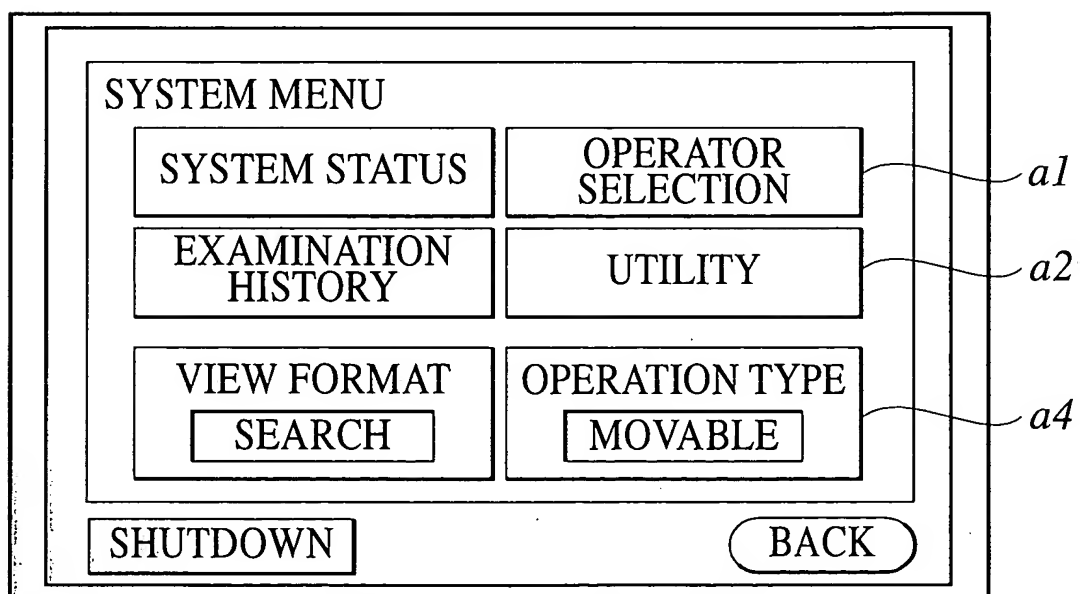 SYSTEM MENU
SYSTEM STATUS
OPERATOR
SELECTION
a1
EXAMINATION
HISTORY
UTILITY
a2
VIEW FORMAT
SEARCH
OPERATION TYPE
MOVABLE
a4
SHUTDOWN
BACK